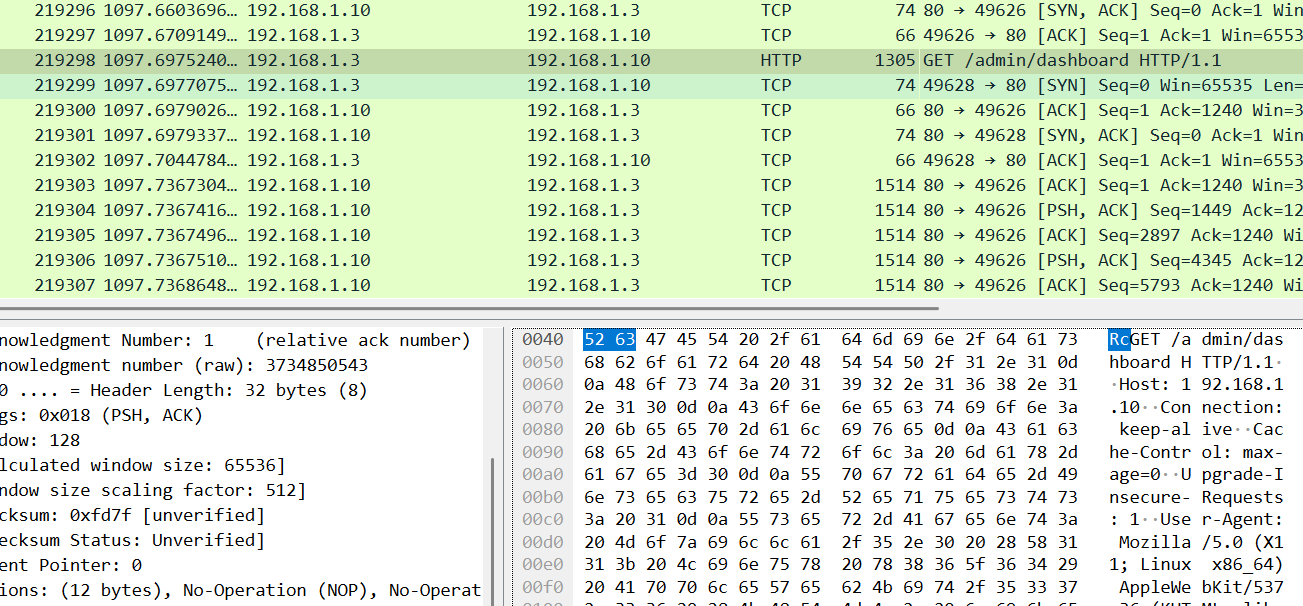 219296 1097.6603696… 192.168.1.10 192.168.1.3 TCP 74 80 → 49626 [SYN, ACK] Seq=0 Ack=1 Win
219297 1097.6709149… 192.168.1.3 192.168.1.10 TCP 66 49626 → 80 [ACK] Seq=1 Ack=1 Win=6553
219298 1097.6975240… 192.168.1.3 192.168.1.10 HTTP 1305 GET /admin/dashboard HTTP/1.1
219299 1097.6977075… 192.168.1.3 192.168.1.10 TCP 74 49628 → 80 [SYN] Seq=0 Win=65535 Len=
219300 1097.6979026… 192.168.1.10 192.168.1.3 TCP 66 80 → 49626 [ACK] Seq=1 Ack=1240 Win=3
219301 1097.6979337… 192.168.1.10 192.168.1.3 TCP 74 80 → 49628 [SYN, ACK] Seq=0 Ack=1 Win
219302 1097.7044784… 192.168.1.3 192.168.1.10 TCP 66 49628 → 80 [ACK] Seq=1 Ack=1 Win=6553
219303 1097.7367304… 192.168.1.10 192.168.1.3 TCP 1514 80 → 49626 [ACK] Seq=1 Ack=1240 Win=3
219304 1097.7367416… 192.168.1.10 192.168.1.3 TCP 1514 80 → 49626 [PSH, ACK] Seq=1449 Ack=12
219305 1097.7367496… 192.168.1.10 192.168.1.3 TCP 1514 80 → 49626 [ACK] Seq=2897 Ack=1240 Wi
219306 1097.7367510… 192.168.1.10 192.168.1.3 TCP 1514 80 → 49626 [PSH, ACK] Seq=4345 Ack=12
219307 1097.7368648… 192.168.1.10 192.168.1.3 TCP 1514 80 → 49626 [ACK] Seq=5793 Ack=1240 Wi
nowledgment Number: 1 (relative ack number)
nowledgment number (raw): 3734850543
0 .... = Header Length: 32 bytes (8)
gs: 0x018 (PSH, ACK)
dow: 128
lculated window size: 65536]
ndow size scaling factor: 512]
cksum: 0xfd7f [unverified]
ecksum Status: Unverified]
ent Pointer: 0
ions: (12 bytes), No-Operation (NOP), No-Operat
0040 52 63 47 45 54 20 2f 61 64 6d 69 6e 2f 64 61 73 RcGET /a dmin/das
0050 68 62 6f 61 72 64 20 48 54 54 50 2f 31 2e 31 0d hboard H TTP/1.1·
0060 0a 48 6f 73 74 3a 20 31 39 32 2e 31 36 38 2e 31 ·Host: 1 92.168.1
0070 2e 31 30 0d 0a 43 6f 6e 6e 65 63 74 69 6f 6e 3a .10··Con nection:
0080 20 6b 65 65 70 2d 61 6c 69 76 65 0d 0a 43 61 63 keep-al ive··Cac
0090 68 65 2d 43 6f 6e 74 72 6f 6c 3a 20 6d 61 78 2d he-Contr ol: max-
00a0 61 67 65 3d 30 0d 0a 55 70 67 72 61 64 65 2d 49 age=0··U pgrade-I
00b0 6e 73 65 63 75 72 65 2d 52 65 71 75 65 73 74 73 nsecure- Requests
00c0 3a 20 31 0d 0a 55 73 65 72 2d 41 67 65 6e 74 3a : 1··Use r-Agent:
00d0 20 4d 6f 7a 69 6c 6c 61 2f 35 2e 30 20 28 58 31 Mozilla /5.0 (X1
00e0 31 3b 20 4c 69 6e 75 78 20 78 38 36 5f 36 34 29 1; Linux x86_64)
00f0 20 41 70 70 6c 65 57 65 62 4b 69 74 2f 35 33 37 AppleWe bKit/537